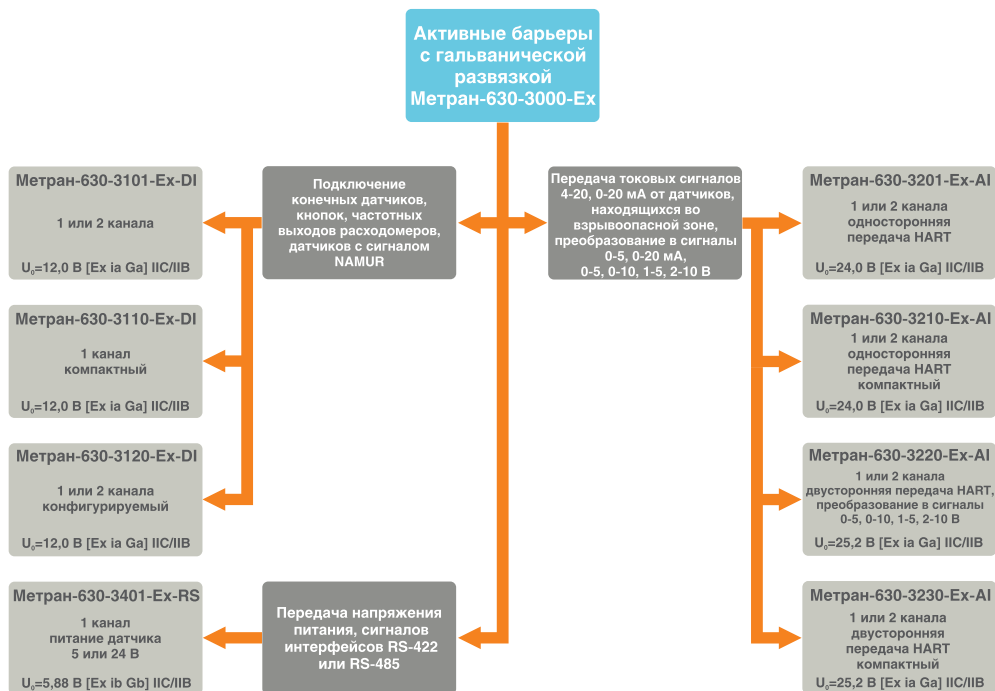 Активные барьеры
с гальванической
развязкой
Метран-630-3000-Ex
Метран-630-3101-Ex-DI
1 или 2 канала
U₀=12,0 В [Ex ia Ga] IIC/IIB
Подключение
конечных датчиков,
кнопок, частотных
выходов расходомеров,
датчиков с сигналом
NAMUR
Передача токовых сигналов
4-20, 0-20 мА от датчиков,
находящихся во
взрывоопасной зоне,
преобразование в сигналы
0-5, 0-20 мА,
0-5, 0-10, 1-5, 2-10 В
Метран-630-3201-Ex-AI
1 или 2 канала
односторонняя
передача HART
U₀=24,0 В [Ex ia Ga] IIC/IIB
Метран-630-3110-Ex-DI
1 канал
компактный
U₀=12,0 В [Ex ia Ga] IIC/IIB
Метран-630-3210-Ex-AI
1 или 2 канала
односторонняя
передача HART
компактный
U₀=24,0 В [Ex ia Ga] IIC/IIB
Метран-630-3120-Ex-DI
1 или 2 канала
конфигурируемый
U₀=12,0 В [Ex ia Ga] IIC/IIB
Метран-630-3220-Ex-AI
1 или 2 канала
двусторонняя передача HART,
преобразование в сигналы
0-5, 0-10, 1-5, 2-10 В
U₀=25,2 В [Ex ia Ga] IIC/IIB
Метран-630-3401-Ex-RS
1 канал
питание датчика
5 или 24 В
U₀=5,88 В [Ex ib Gb] IIC/IIB
Передача напряжения
питания, сигналов
интерфейсов RS-422
или RS-485
Метран-630-3230-Ex-AI
1 или 2 канала
двусторонняя
передача HART
компактный
U₀=25,2 В [Ex ia Ga] IIC/IIB